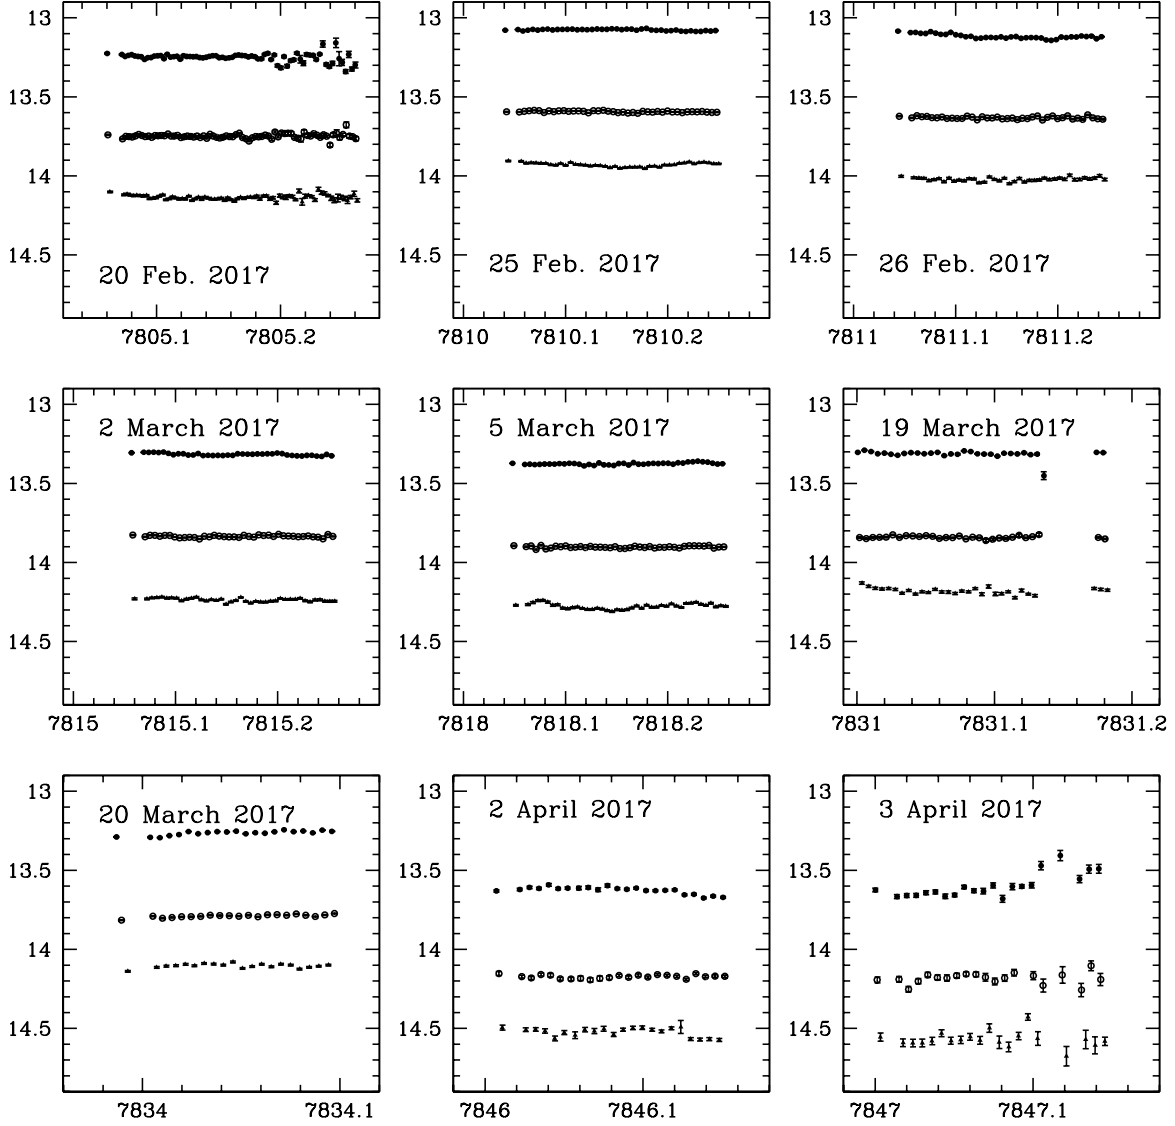 13
13.5
14
14.5
20 Feb. 2017
7805.1 7805.2
25 Feb. 2017
7810 7810.1 7810.2
26 Feb. 2017
7811 7811.1 7811.2
13
13.5
14
14.5
2 March 2017
7815 7815.1 7815.2
13
13.5
14
14.5
5 March 2017
7818 7818.1 7818.2
13
13.5
14
14.5
19 March 2017
7831 7831.1 7831.2
13
13.5
14
14.5
20 March 2017
7834 7834.1
13
13.5
14
14.5
2 April 2017
7846 7846.1
13
13.5
14
14.5
3 April 2017
7847 7847.1
13
13.5
14
14.5
13
13.5
14
14.5